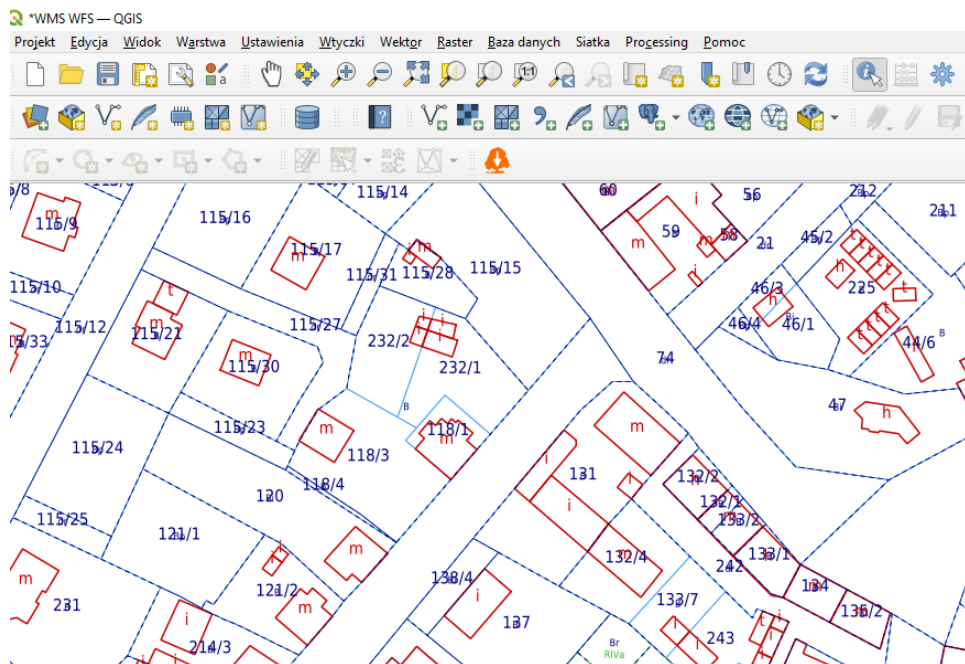 *WMS WFS — QGIS
Projekt Edycja Widok Warstwa Ustawienia Wtyczki Wektor Raster Baza danych Siatka Processing Pomoc
a
1:1
?
115/14 60 56 212
115/9 m 115/16 i 45/2 211
m 59 58 21
115/17 m m
115/31 115/28 115/15 h
115/10 i 46/3 225 t
h
115/12 t 115/27 46/4 46/1
115/21 m 232/2 i i 74 44/6 B
m 115/30 232/1
B 47 h
115/23 m 118/1 m
115/24 118/3 m
131 132/2
120 118/4 i 132/1
133/2
115/25 121/1 i
m 132/4 133/1
m 121/2 138/4 242 134
231 m i 133/7 135/2
i 137
214/3 Br 243
RIVa